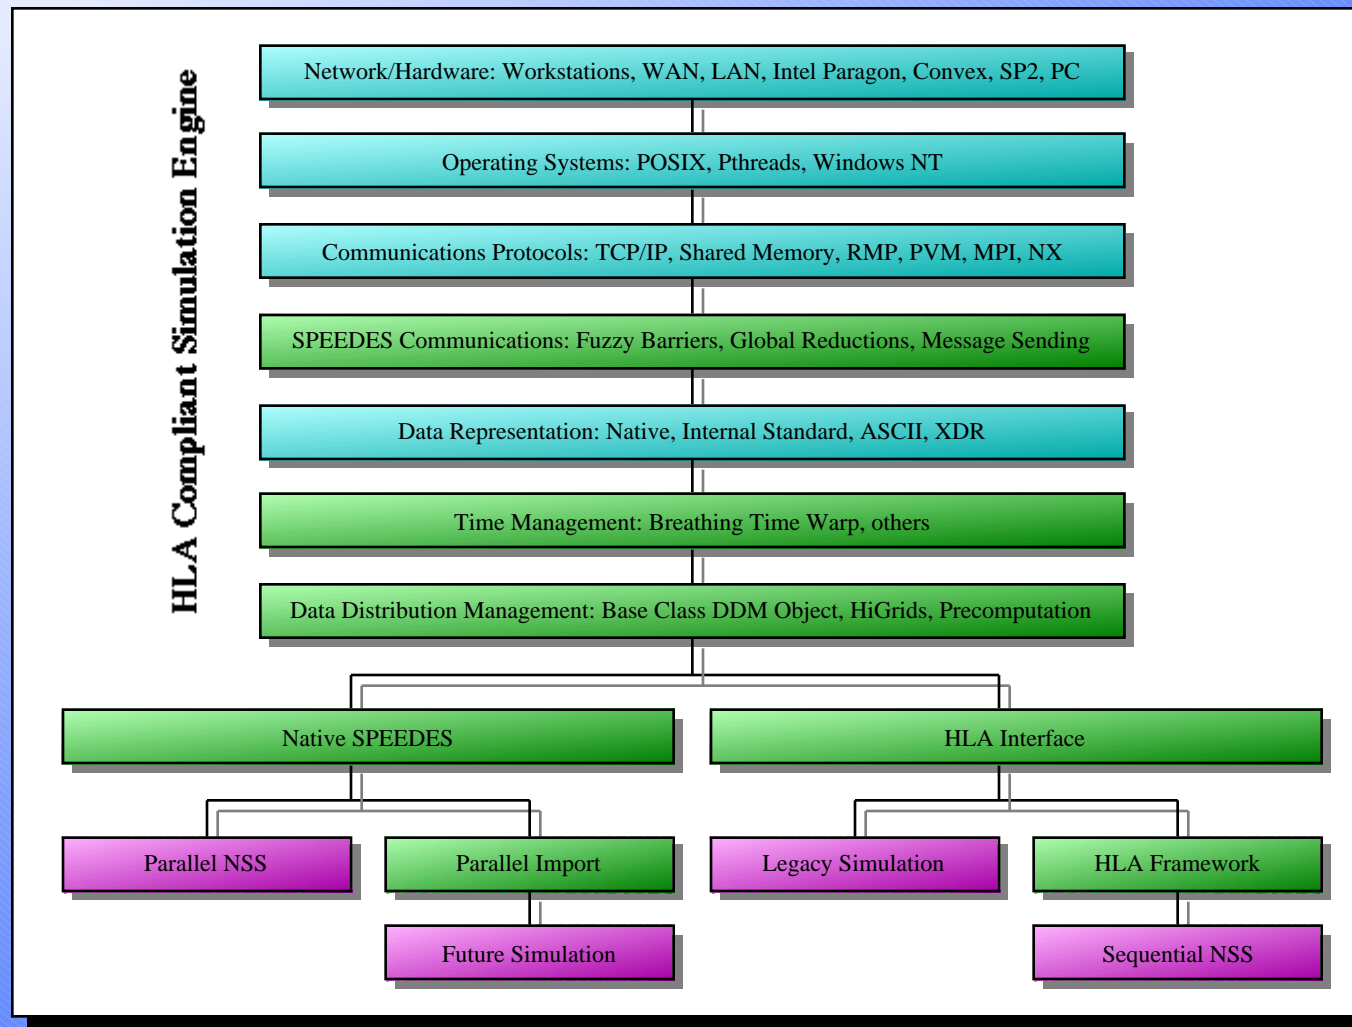 HLA Compliant Simulation Engine
Network/Hardware: Workstations, WAN, LAN, Intel Paragon, Convex, SP2, PC
Operating Systems: POSIX, Pthreads, Windows NT
Communications Protocols: TCP/IP, Shared Memory, RMP, PVM, MPI, NX
SPEEDES Communications: Fuzzy Barriers, Global Reductions, Message Sending
Data Representation: Native, Internal Standard, ASCII, XDR
Time Management: Breathing Time Warp, others
Data Distribution Management: Base Class DDM Object, HiGrids, Precomputation
Native SPEEDES
HLA Interface
Parallel NSS
Parallel Import
Legacy Simulation
HLA Framework
Future Simulation
Sequential NSS